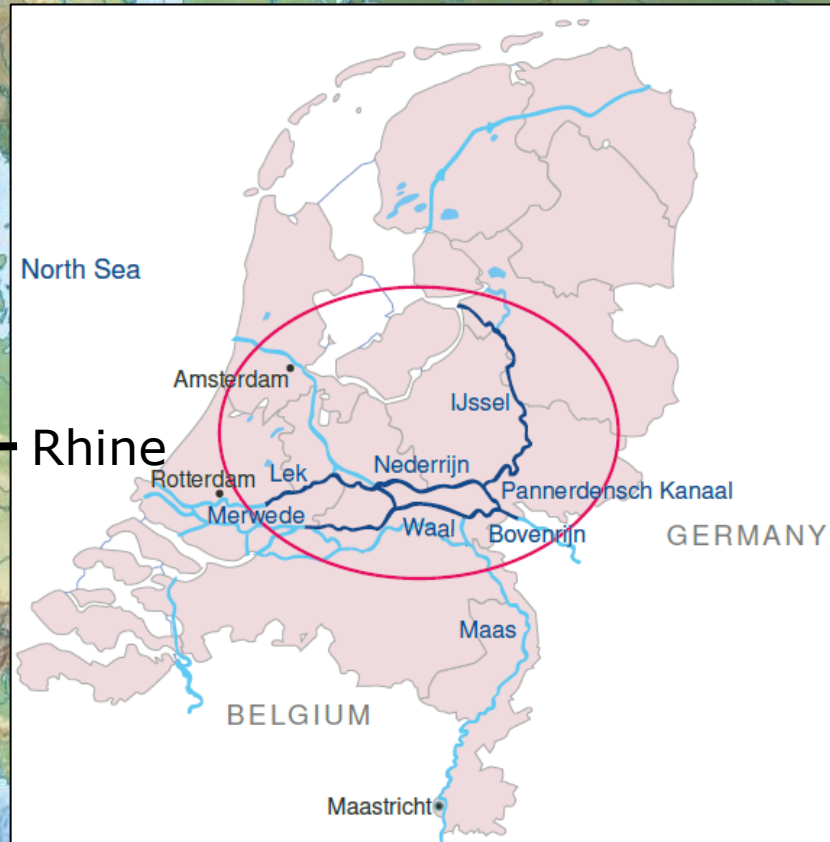 North Sea
Amsterdam
IJssel
Rhine
Nederrijn
Lek
Rotterdam
Pannerdensch Kanaal
Merwede
Waal
Bovenrijn
GERMANY
Maas
BELGIUM
Maastricht